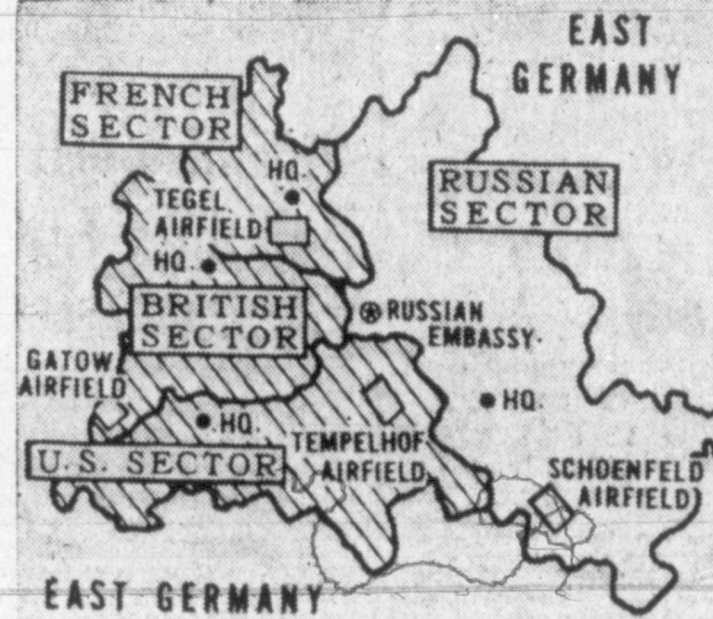 EAST
GERMANY
FRENCH
SECTOR
HQ.
RUSSIAN
SECTOR
TEGEL
AIRFIELD
HQ.
BRITISH
SECTOR
RUSSIAN
EMBASSY
GATOW
AIRFIELD
HQ.
HQ.
TEMPELHOF
AIRFIELD
U.S. SECTOR
SCHOENFELD
AIRFIELD
EAST GERMANY